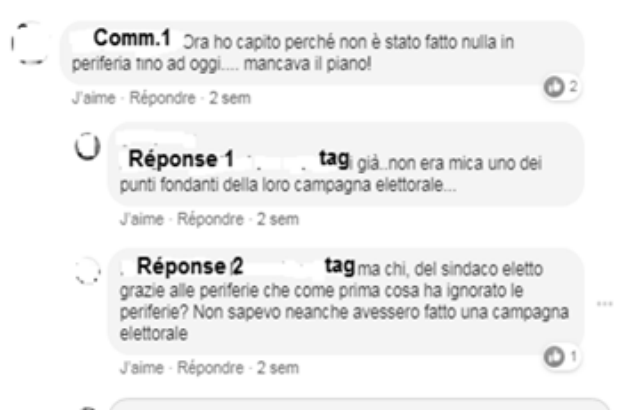 Comm.1 Ora ho capito perché non è stato fatto nulla in
periferia fino ad oggi.... mancava il piano!
2
J'aime · Répondre · 2 sem
Réponse 1 tag già..non era mica uno dei
punti fondanti della loro campagna elettorale...
J'aime · Répondre · 2 sem
Réponse 2 tag ma chi, del sindaco eletto
grazie alle periferie che come prima cosa ha ignorato le
periferie? Non sapevo neanche avessero fatto una campagna
elettorale
1
J'aime · Répondre · 2 sem